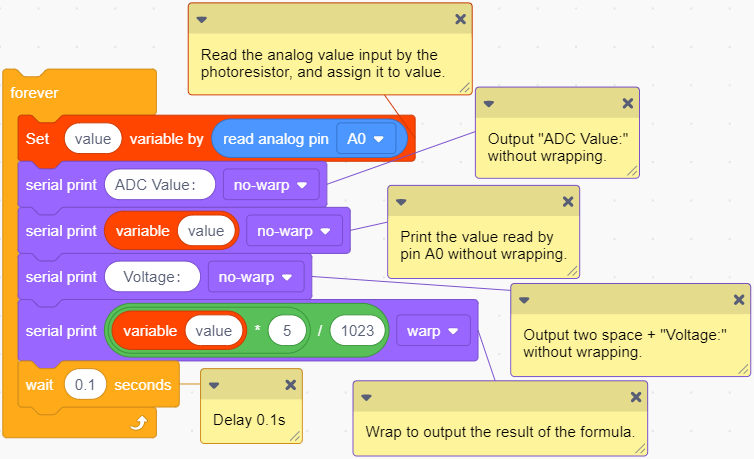 Read the analog value input by the
photoresistor, and assign it to value.
forever
Set value variable by read analog pin A0
Output "ADC Value:"
without wrapping.
serial print ADC Value: no-warp
serial print variable value no-warp
Print the value read by
pin A0 without wrapping.
serial print Voltage: no-warp
Output two space + "Voltage:"
without wrapping.
serial print variable value * 5 / 1023 warp
wait 0.1 seconds
Delay 0.1s
Wrap to output the result of the formula.